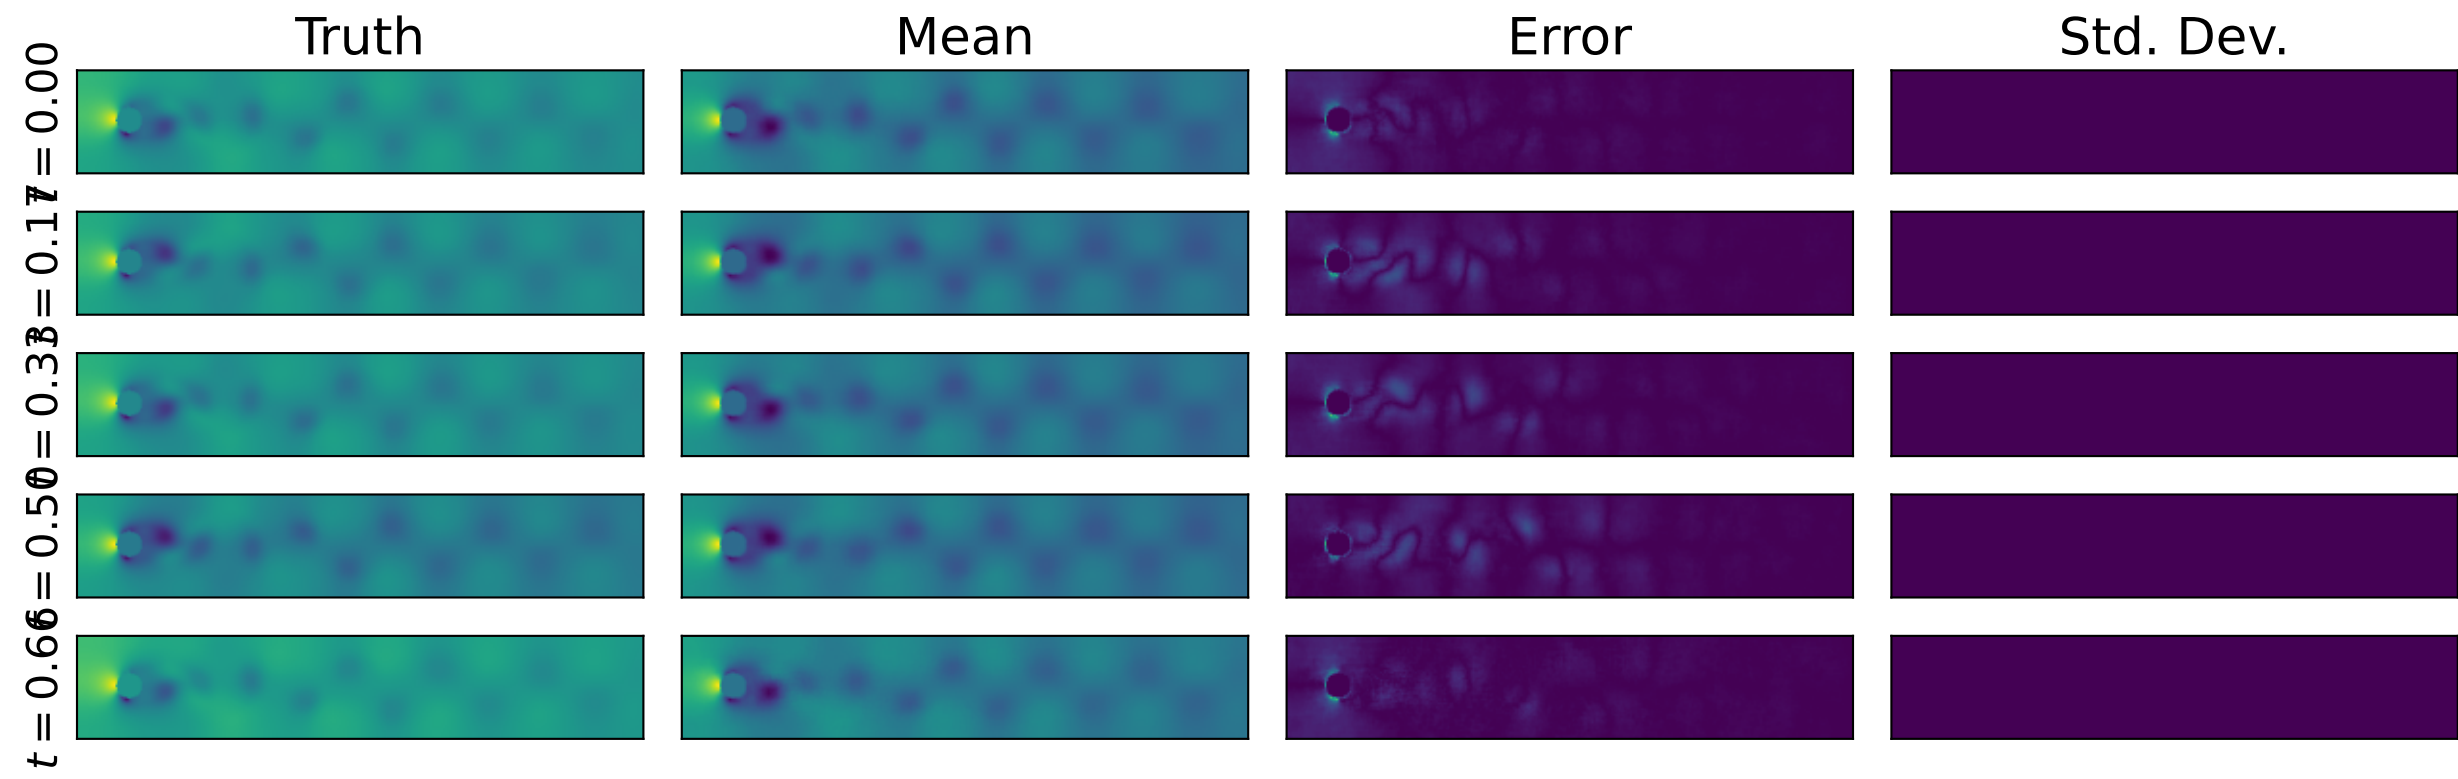 Truth
Mean
Error
Std. Dev.
t = 0.00
t = 0.17
t = 0.33
t = 0.50
t = 0.66